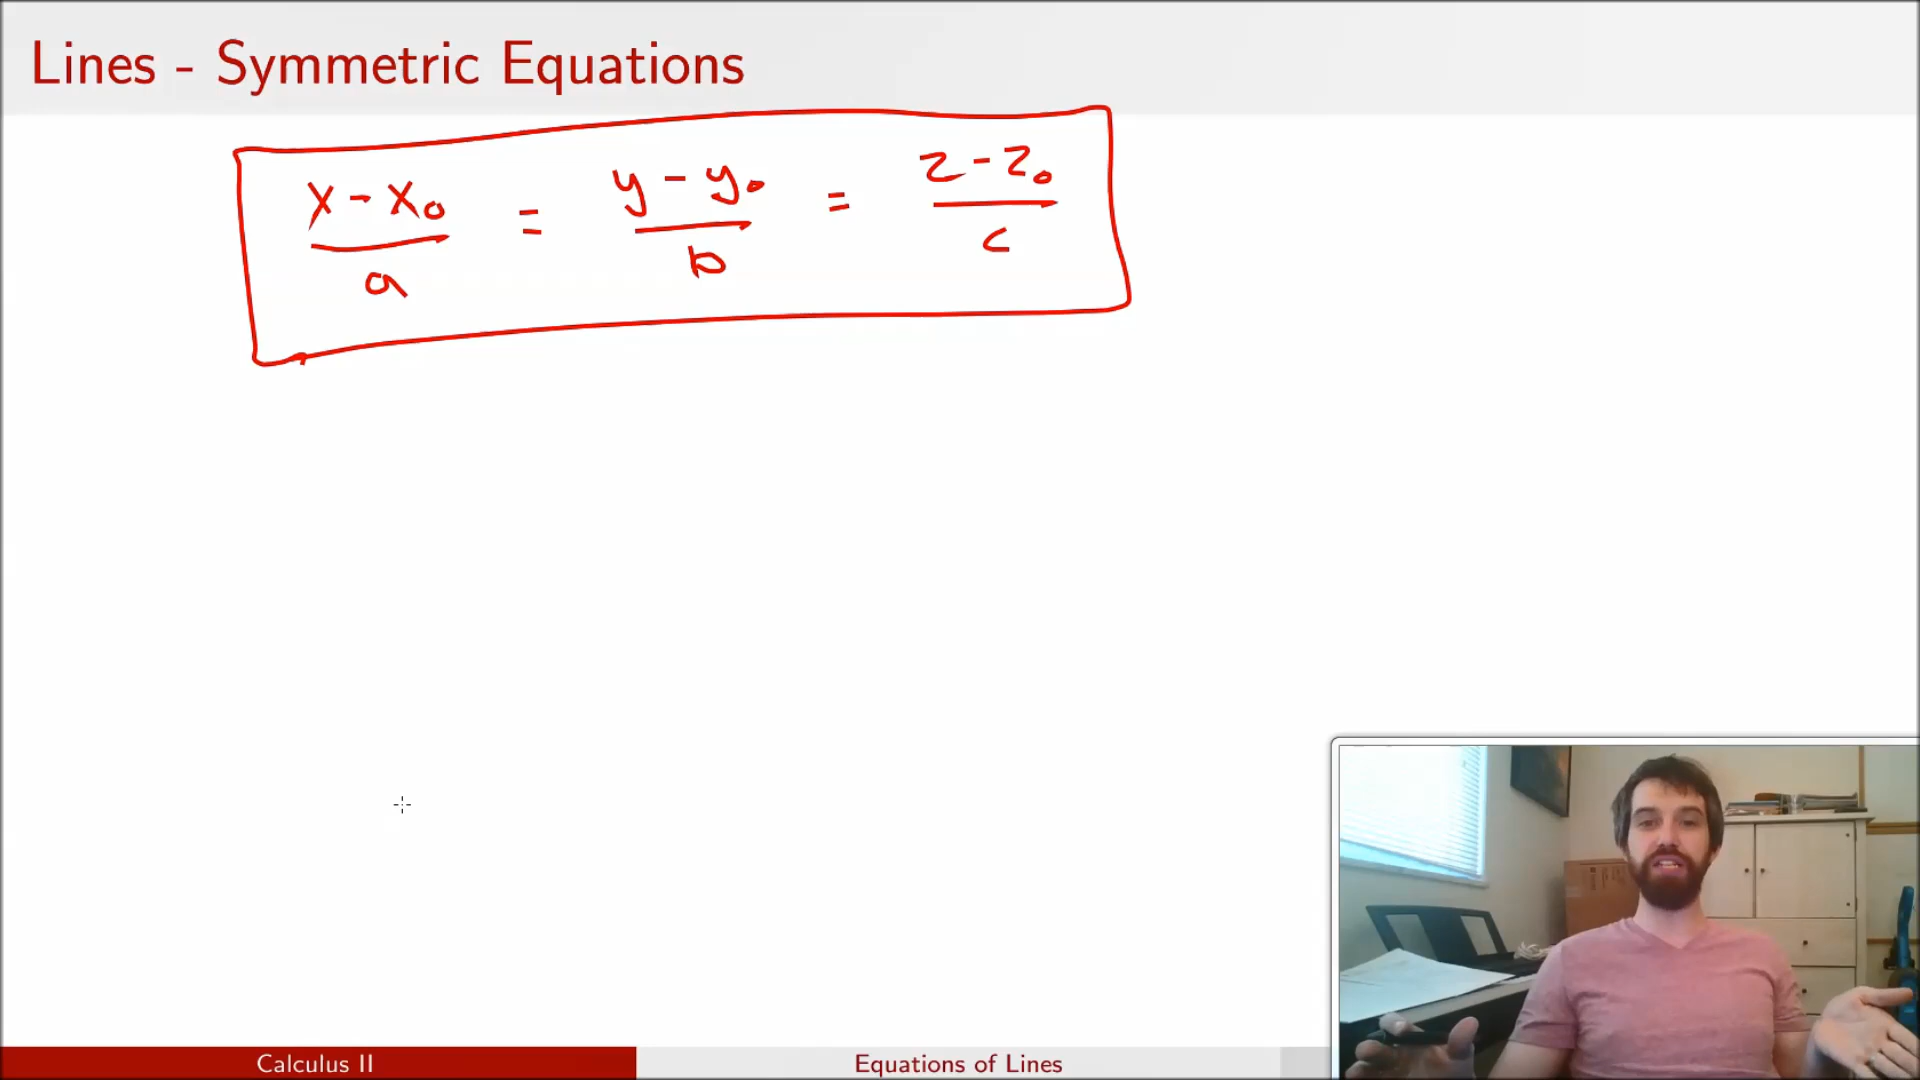 Lines - Symmetric Equations
x - x₀ / a = y - y₀ / b = z - z₀ / c
Calculus II
Equations of Lines